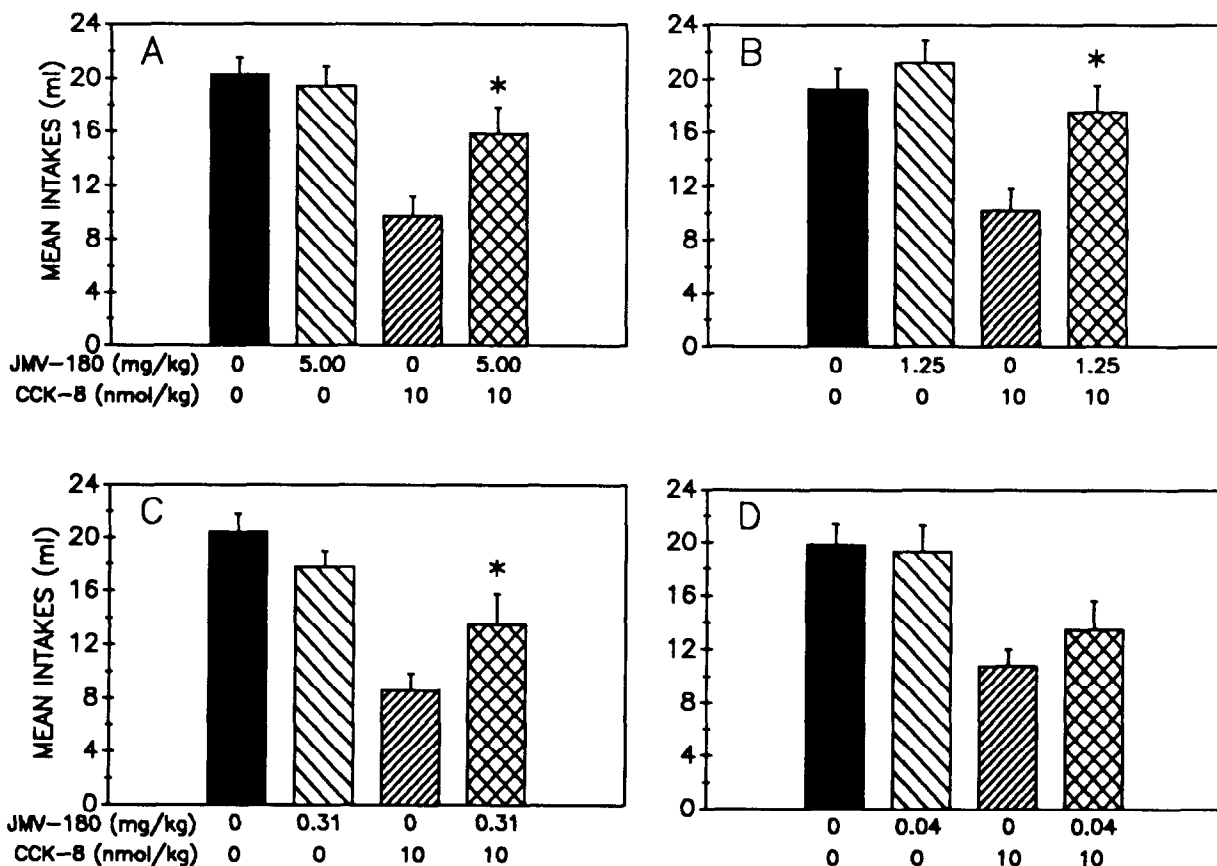 A
MEAN INTAKES (ml)
24
20
16
12
8
4
0
*
JMV-180 (mg/kg) 0 5.00 0 5.00
CCK-8 (nmol/kg) 0 0 10 10
B
24
20
16
12
8
4
0
*
0 1.25 0 1.25
0 0 10 10
C
MEAN INTAKES (ml)
24
20
16
12
8
4
0
*
JMV-180 (mg/kg) 0 0.31 0 0.31
CCK-8 (nmol/kg) 0 0 10 10
D
24
20
16
12
8
4
0
0 0.04 0 0.04
0 0 10 10